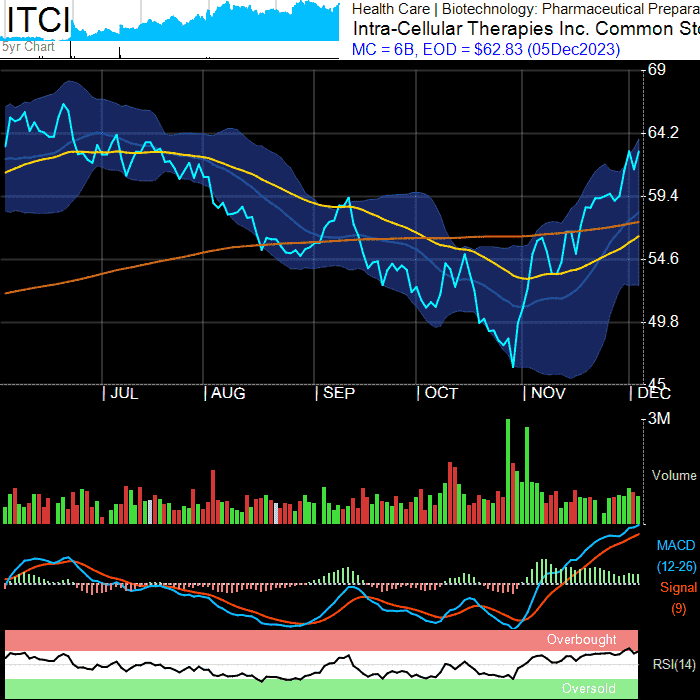 ITCI
5yr Chart
Health Care | Biotechnology: Pharmaceutical Prepara
Intra-Cellular Therapies Inc. Common Sto
MC = 6B, EOD = $62.83 (05Dec2023)
69
64.2
59.4
54.6
49.8
45
| JUL | AUG | SEP | OCT | NOV | DEC
3M
Volume
MACD
(12-26)
Signal
(9)
Overbought
RSI(14)
Oversold